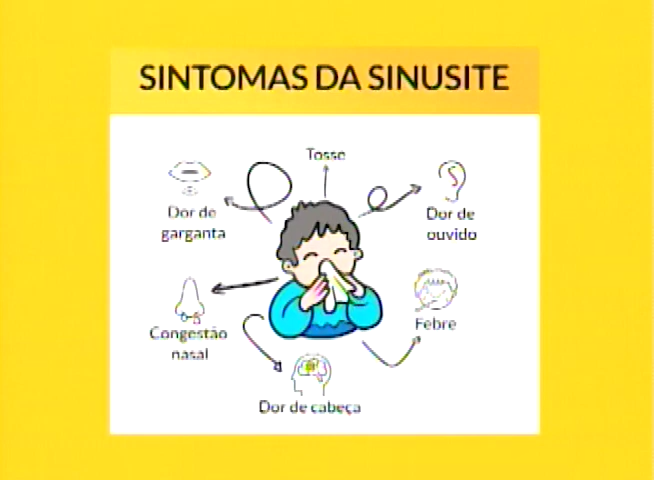 SINTOMAS DA SINUSITE
Tosse
Dor de
garganta
Dor de
ouvido
Congestão
nasal
Febre
Dor de cabeça